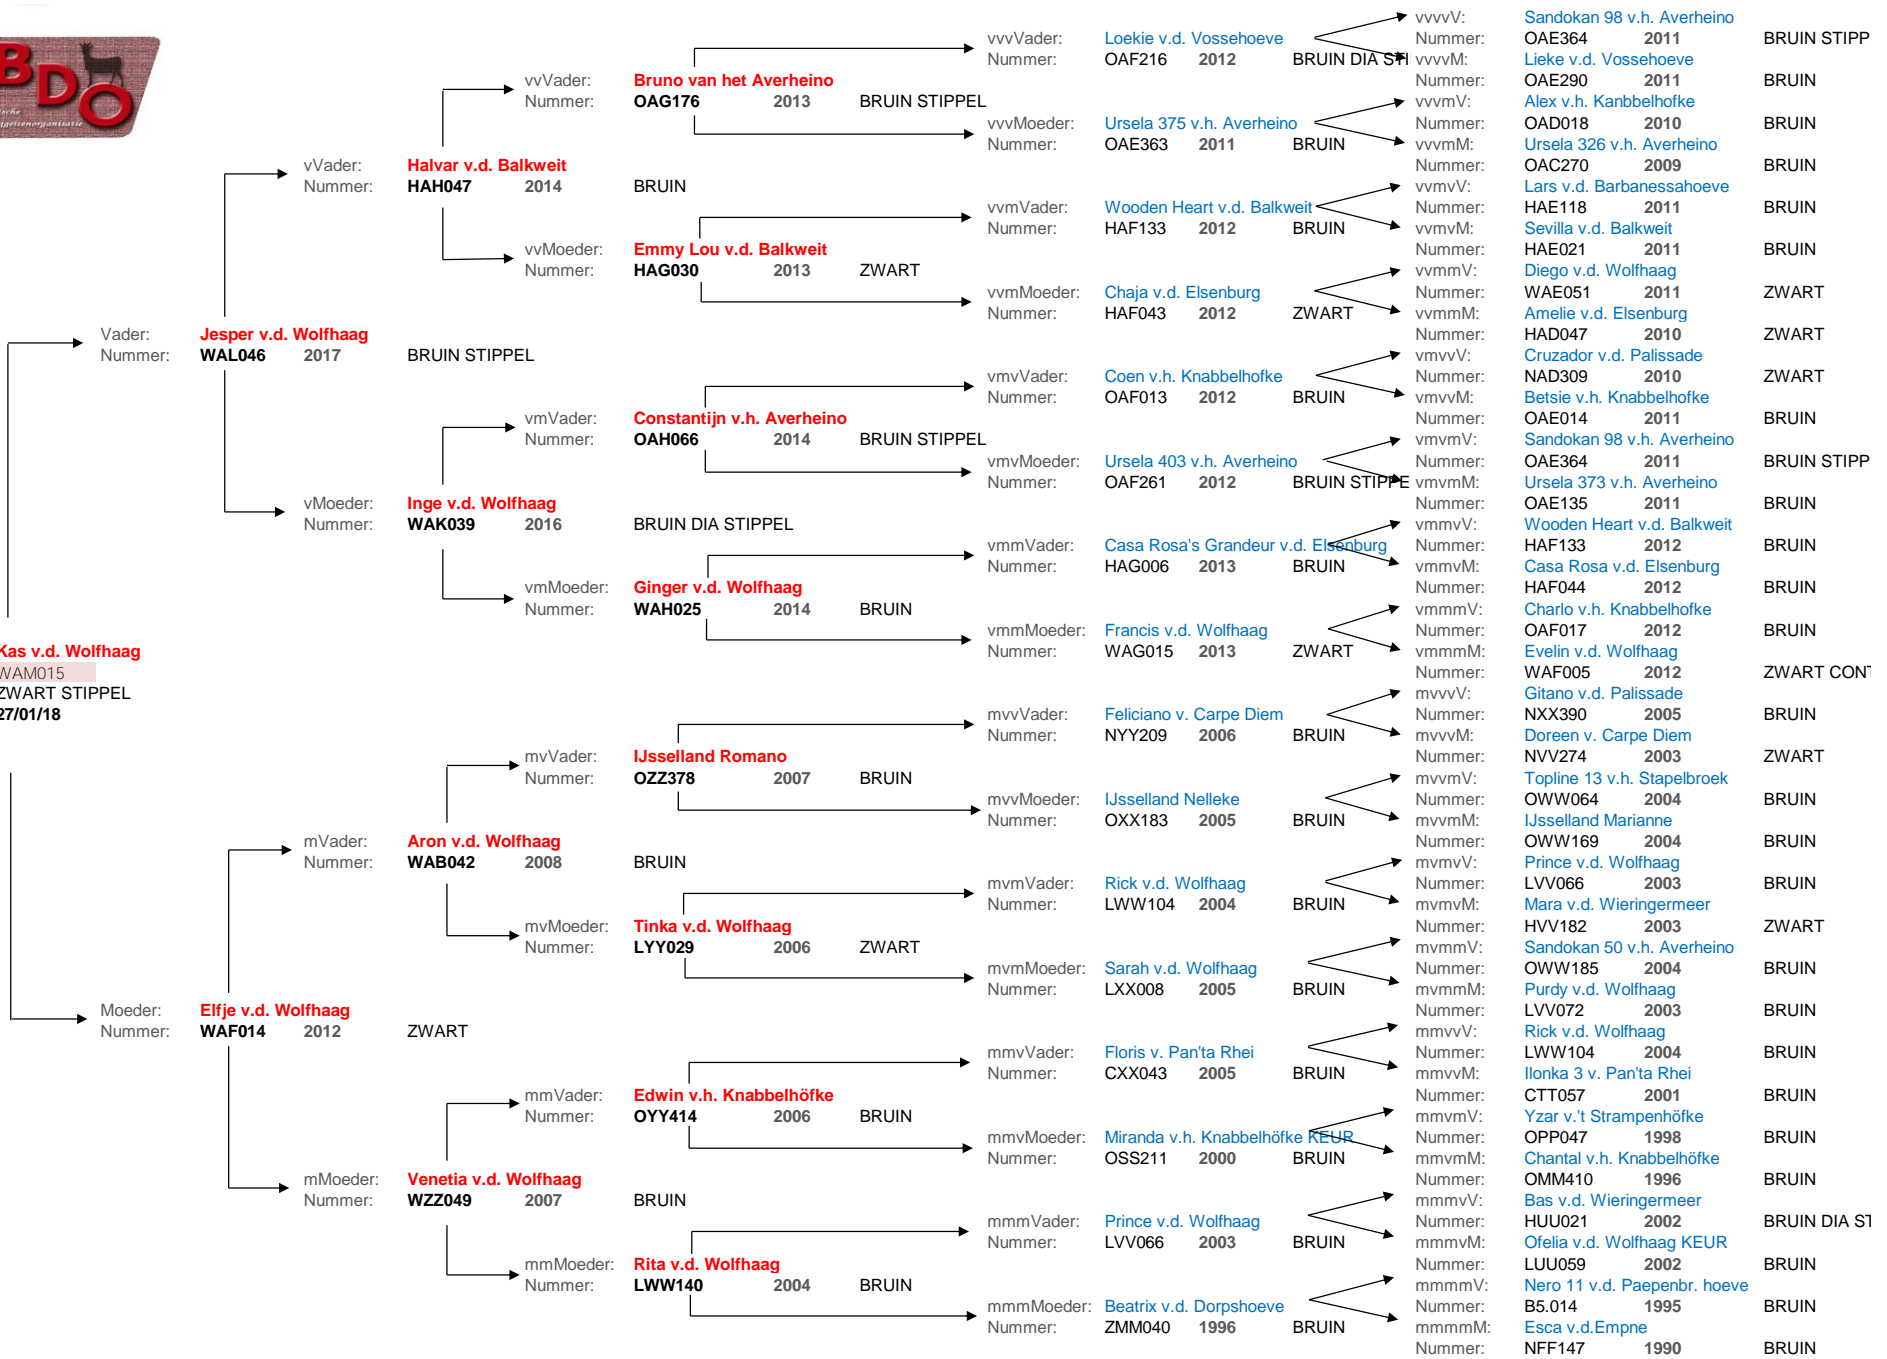 BDO
vvvvV: Sandokan 98 v.h. Averheino
vvvVader: Loekie v.d. Vossehoeve Nummer: OAE364 2011 BRUIN STIPP
Nummer: OAF216 2012 BRUIN DIA STI vvvvM: Lieke v.d. Vossehoeve
vvVader: Bruno van het Averheino Nummer: OAE290 2011 BRUIN
Nummer: OAG176 2013 BRUIN STIPPEL vvvmV: Alex v.h. Kanbbelhofke
vvvMoeder: Ursela 375 v.h. Averheino Nummer: OAD018 2010 BRUIN
Nummer: OAE363 2011 BRUIN vvvmM: Ursela 326 v.h. Averheino
vVader: Halvar v.d. Balkweit Nummer: OAC270 2009 BRUIN
Nummer: HAH047 2014 BRUIN vvmvV: Lars v.d. Barbanessahoeve
vvmVader: Wooden Heart v.d. Balkweit Nummer: HAE118 2011 BRUIN
Nummer: HAF133 2012 BRUIN vvmvM: Sevilla v.d. Balkweit
vvMoeder: Emmy Lou v.d. Balkweit Nummer: HAE021 2011 BRUIN
Nummer: HAG030 2013 ZWART vvmmV: Diego v.d. Wolfhaag
vvmMoeder: Chaja v.d. Elsenburg Nummer: WAE051 2011 ZWART
Nummer: HAF043 2012 ZWART vvmmM: Amelie v.d. Elsenburg
Vader: Jesper v.d. Wolfhaag Nummer: HAD047 2010 ZWART
Nummer: WAL046 2017 BRUIN STIPPEL vmvvV: Cruzador v.d. Palissade
vmvVader: Coen v.h. Knabbelhofke Nummer: NAD309 2010 ZWART
Nummer: OAF013 2012 BRUIN vmvvM: Betsie v.h. Knabbelhofke
vmVader: Constantijn v.h. Averheino Nummer: OAE014 2011 BRUIN
Nummer: OAH066 2014 BRUIN STIPPEL vmvmV: Sandokan 98 v.h. Averheino
vmvMoeder: Ursela 403 v.h. Averheino Nummer: OAE364 2011 BRUIN STIPP
Nummer: OAF261 2012 BRUIN STIPPE vmvmM: Ursela 373 v.h. Averheino
vMoeder: Inge v.d. Wolfhaag Nummer: OAE135 2011 BRUIN
Nummer: WAK039 2016 BRUIN DIA STIPPEL vmmvV: Wooden Heart v.d. Balkweit
vmmVader: Casa Rosa's Grandeur v.d. Elsenburg Nummer: HAF133 2012 BRUIN
Nummer: HAG006 2013 BRUIN vmmvM: Casa Rosa v.d. Elsenburg
vmMoeder: Ginger v.d. Wolfhaag Nummer: HAF044 2012 BRUIN
Nummer: WAH025 2014 BRUIN vmmmV: Charlo v.h. Knabbelhofke
vmmMoeder: Francis v.d. Wolfhaag Nummer: OAF017 2012 BRUIN
Kas v.d. Wolfhaag Nummer: WAG015 2013 ZWART vmmmM: Evelin v.d. Wolfhaag
WAM015 Nummer: WAF005 2012 ZWART CONT
ZWART STIPPEL mvvvV: Gitano v.d. Palissade
27/01/18 mvvVader: Feliciano v. Carpe Diem Nummer: NXX390 2005 BRUIN
Nummer: NYY209 2006 BRUIN mvvvM: Doreen v. Carpe Diem
mvVader: IJsselland Romano Nummer: NVV274 2003 ZWART
Nummer: OZZ378 2007 BRUIN mvvmV: Topline 13 v.h. Stapelbroek
mvvMoeder: IJsselland Nelleke Nummer: OWW064 2004 BRUIN
Nummer: OXX183 2005 BRUIN mvvmM: IJsselland Marianne
mVader: Aron v.d. Wolfhaag Nummer: OWW169 2004 BRUIN
Nummer: WAB042 2008 BRUIN mvmvV: Prince v.d. Wolfhaag
mvmVader: Rick v.d. Wolfhaag Nummer: LVV066 2003 BRUIN
Nummer: LWW104 2004 BRUIN mvmvM: Mara v.d. Wieringermeer
mvMoeder: Tinka v.d. Wolfhaag Nummer: HVV182 2003 ZWART
Nummer: LYY029 2006 ZWART mvmmV: Sandokan 50 v.h. Averheino
mvmMoeder: Sarah v.d. Wolfhaag Nummer: OWW185 2004 BRUIN
Nummer: LXX008 2005 BRUIN mvmmM: Purdy v.d. Wolfhaag
Moeder: Elfje v.d. Wolfhaag Nummer: LVV072 2003 BRUIN
Nummer: WAF014 2012 ZWART mmvvV: Rick v.d. Wolfhaag
mmvVader: Floris v. Pan'ta Rhei Nummer: LWW104 2004 BRUIN
Nummer: CXX043 2005 BRUIN mmvvM: Ilonka 3 v. Pan'ta Rhei
mmVader: Edwin v.h. Knabbelhöfke Nummer: CTT057 2001 BRUIN
Nummer: OYY414 2006 BRUIN mmvmV: Yzar v.'t Strampenhöfke
mmvMoeder: Miranda v.h. Knabbelhöfke KEUR Nummer: OPP047 1998 BRUIN
Nummer: OSS211 2000 BRUIN mmvmM: Chantal v.h. Knabbelhöfke
mMoeder: Venetia v.d. Wolfhaag Nummer: OMM410 1996 BRUIN
Nummer: WZZ049 2007 BRUIN mmmvV: Bas v.d. Wieringermeer
mmmVader: Prince v.d. Wolfhaag Nummer: HUU021 2002 BRUIN DIA ST
Nummer: LVV066 2003 BRUIN mmmvM: Ofelia v.d. Wolfhaag KEUR
mmMoeder: Rita v.d. Wolfhaag Nummer: LUU059 2002 BRUIN
Nummer: LWW140 2004 BRUIN mmmmV: Nero 11 v.d. Paepenbr. hoeve
mmmMoeder: Beatrix v.d. Dorpshoeve Nummer: B5.014 1995 BRUIN
Nummer: ZMM040 1996 BRUIN mmmmM: Esca v.d.Empne
Nummer: NFF147 1990 BRUIN